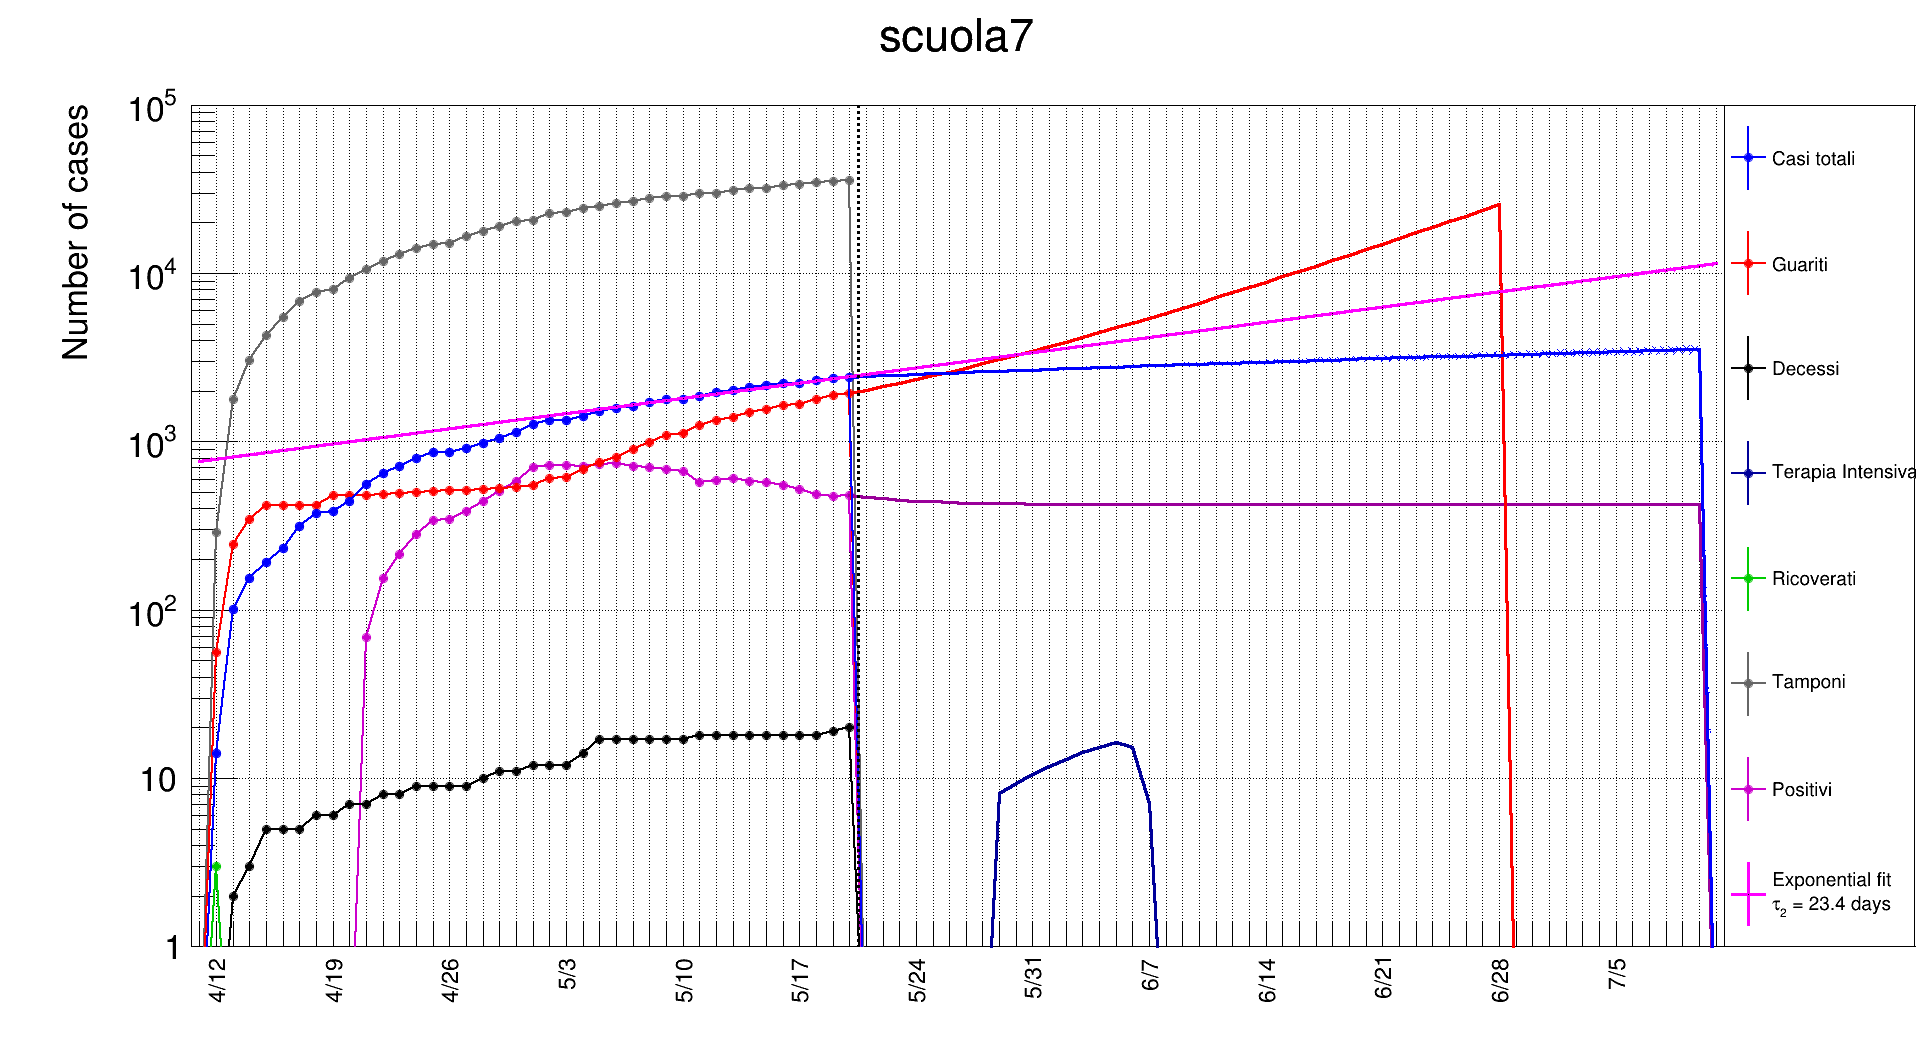 scuola7
Number of cases
10^5
10^4
10^3
10^2
10
1
4/12
4/19
4/26
5/3
5/10
5/17
5/24
5/31
6/7
6/14
6/21
6/28
7/5
Casi totali
Guariti
Decessi
Terapia Intensiva
Ricoverati
Tamponi
Positivi
Exponential fit
τ_2 = 23.4 days